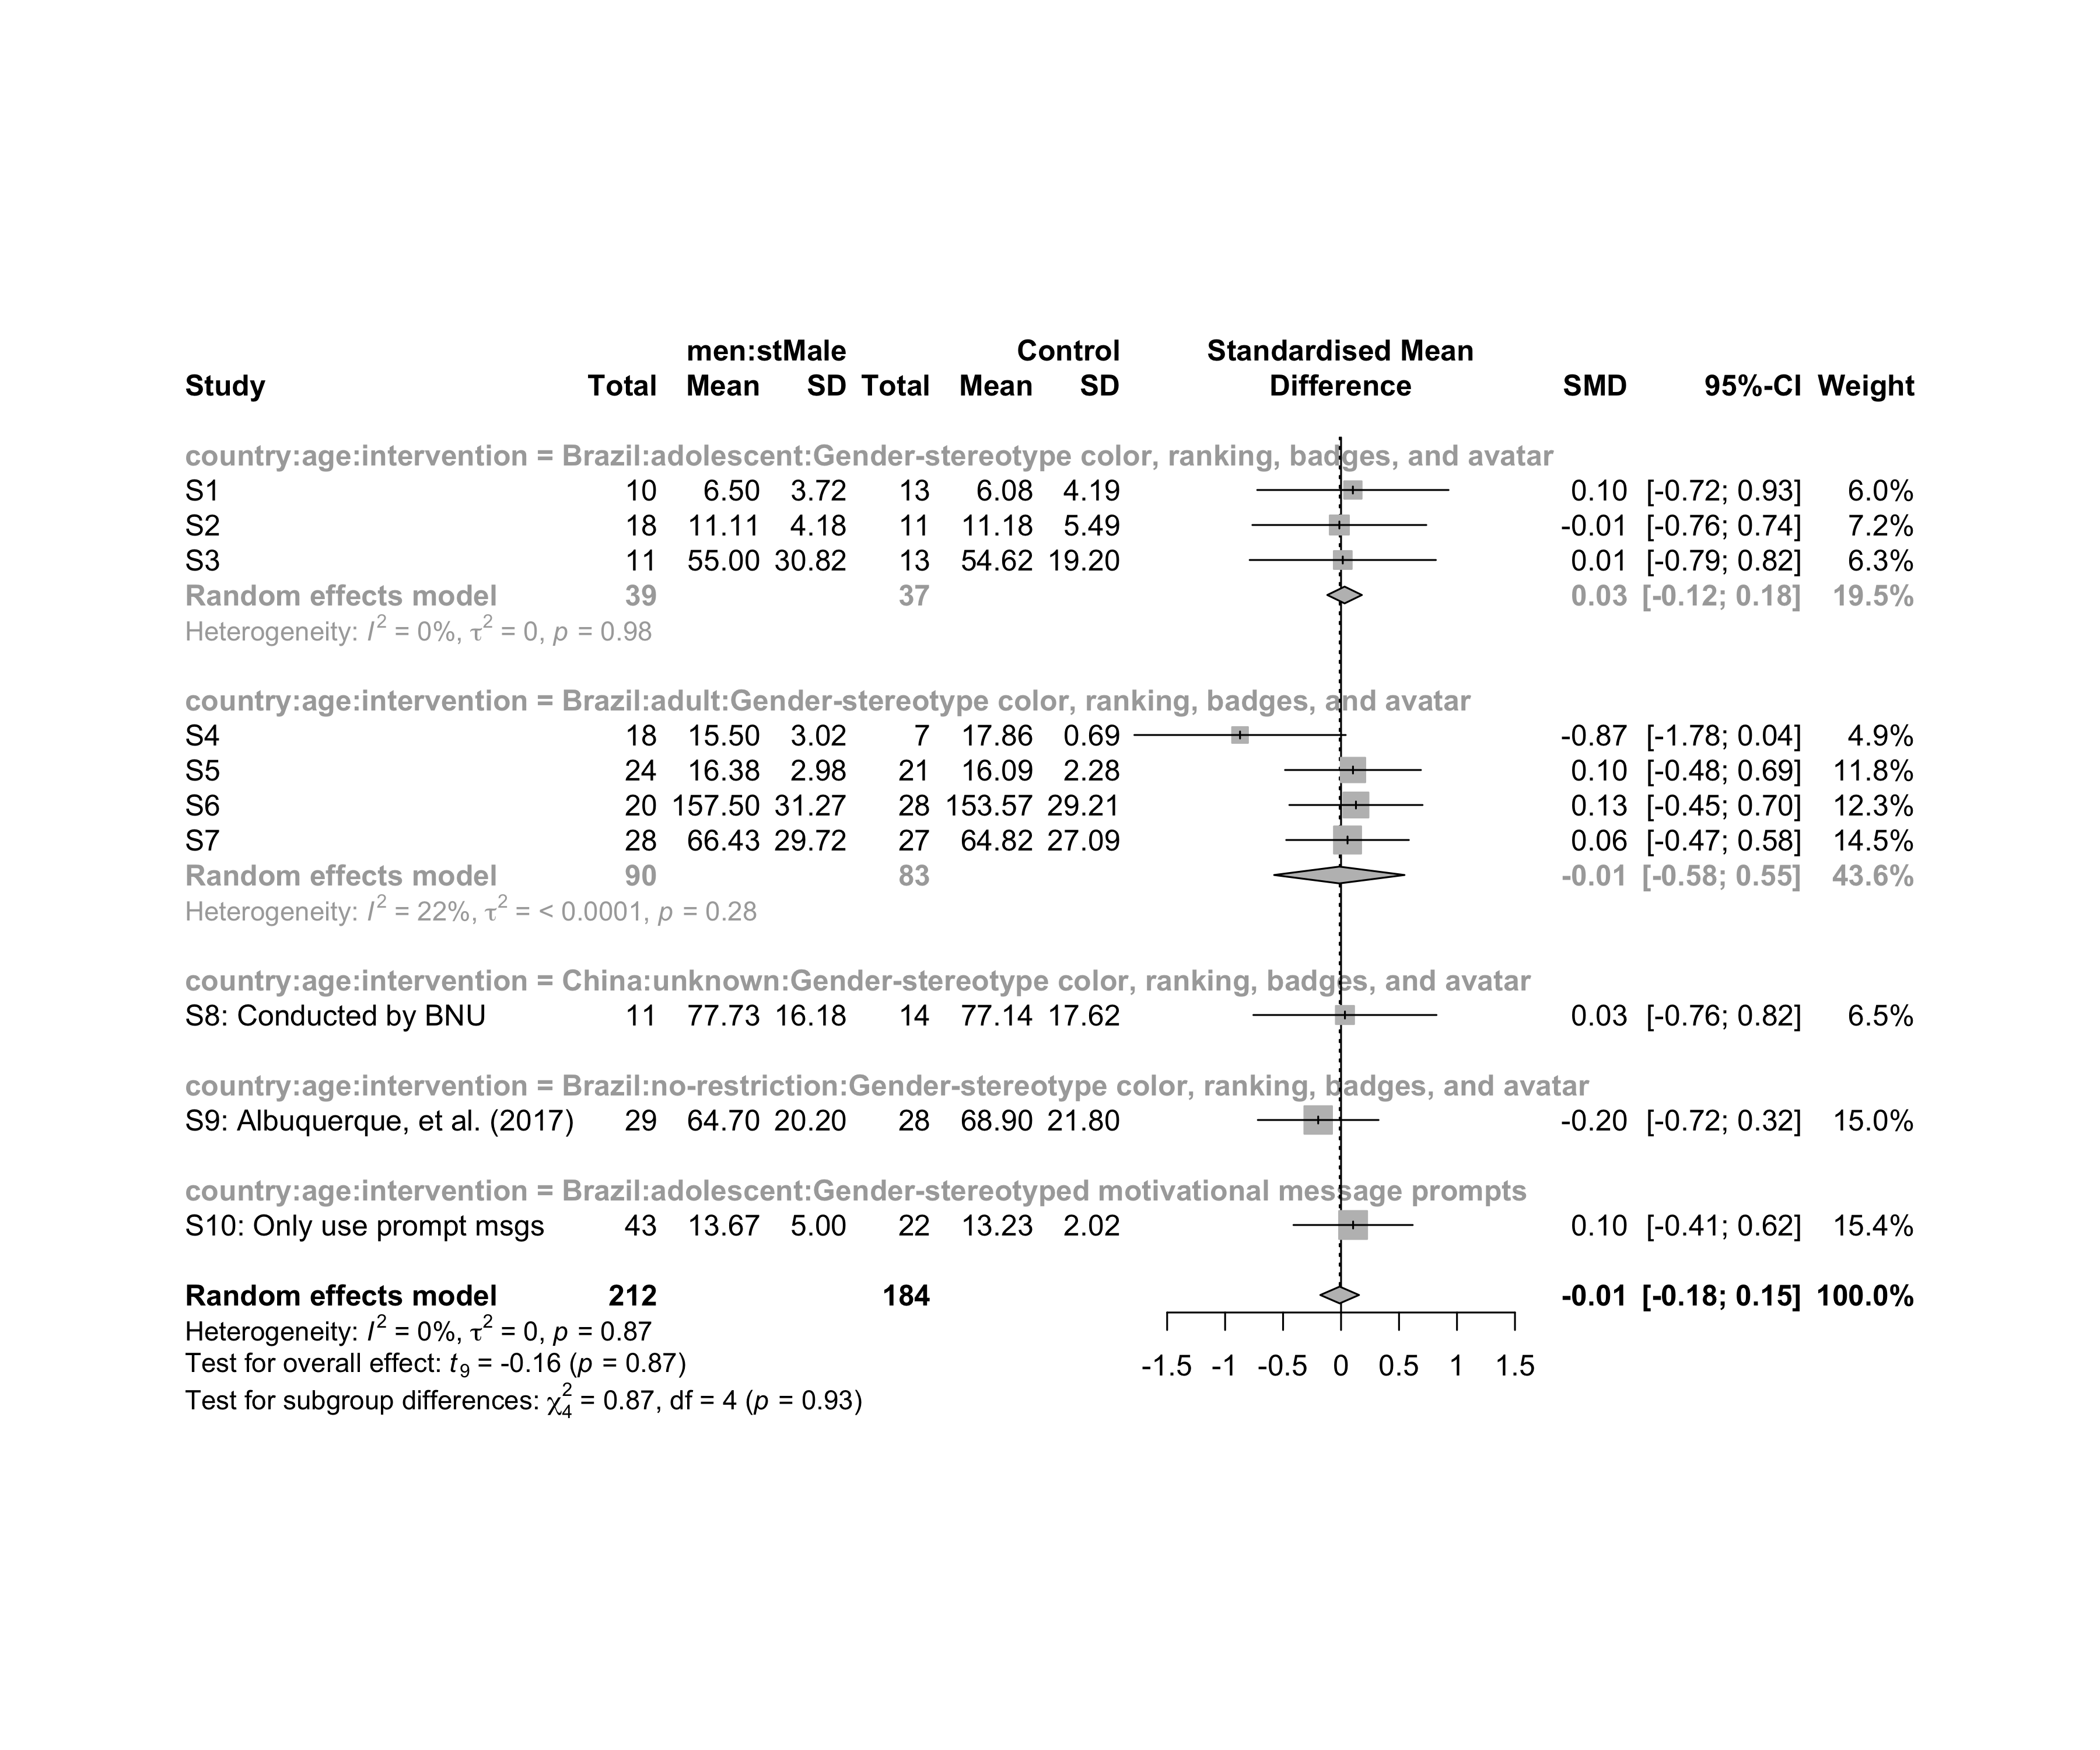 men:stMale Control Standardised Mean
Study Total Mean SD Total Mean SD Difference SMD 95%-CI Weight
country:age:intervention = Brazil:adolescent:Gender-stereotype color, ranking, badges, and avatar
S1 10 6.50 3.72 13 6.08 4.19 0.10 [-0.72; 0.93] 6.0%
S2 18 11.11 4.18 11 11.18 5.49 -0.01 [-0.76; 0.74] 7.2%
S3 11 55.00 30.82 13 54.62 19.20 0.01 [-0.79; 0.82] 6.3%
Random effects model 39 37 0.03 [-0.12; 0.18] 19.5%
Heterogeneity: I² = 0%, τ² = 0, p = 0.98
country:age:intervention = Brazil:adult:Gender-stereotype color, ranking, badges, and avatar
S4 18 15.50 3.02 7 17.86 0.69 -0.87 [-1.78; 0.04] 4.9%
S5 24 16.38 2.98 21 16.09 2.28 0.10 [-0.48; 0.69] 11.8%
S6 20 157.50 31.27 28 153.57 29.21 0.13 [-0.45; 0.70] 12.3%
S7 28 66.43 29.72 27 64.82 27.09 0.06 [-0.47; 0.58] 14.5%
Random effects model 90 83 -0.01 [-0.58; 0.55] 43.6%
Heterogeneity: I² = 22%, τ² = < 0.0001, p = 0.28
country:age:intervention = China:unknown:Gender-stereotype color, ranking, badges, and avatar
S8: Conducted by BNU 11 77.73 16.18 14 77.14 17.62 0.03 [-0.76; 0.82] 6.5%
country:age:intervention = Brazil:no-restriction:Gender-stereotype color, ranking, badges, and avatar
S9: Albuquerque, et al. (2017) 29 64.70 20.20 28 68.90 21.80 -0.20 [-0.72; 0.32] 15.0%
country:age:intervention = Brazil:adolescent:Gender-stereotyped motivational message prompts
S10: Only use prompt msgs 43 13.67 5.00 22 13.23 2.02 0.10 [-0.41; 0.62] 15.4%
Random effects model 212 184 -0.01 [-0.18; 0.15] 100.0%
Heterogeneity: I² = 0%, τ² = 0, p = 0.87
Test for overall effect: t₉ = -0.16 (p = 0.87)
-1.5 -1 -0.5 0 0.5 1 1.5
Test for subgroup differences: χ²₄ = 0.87, df = 4 (p = 0.93)